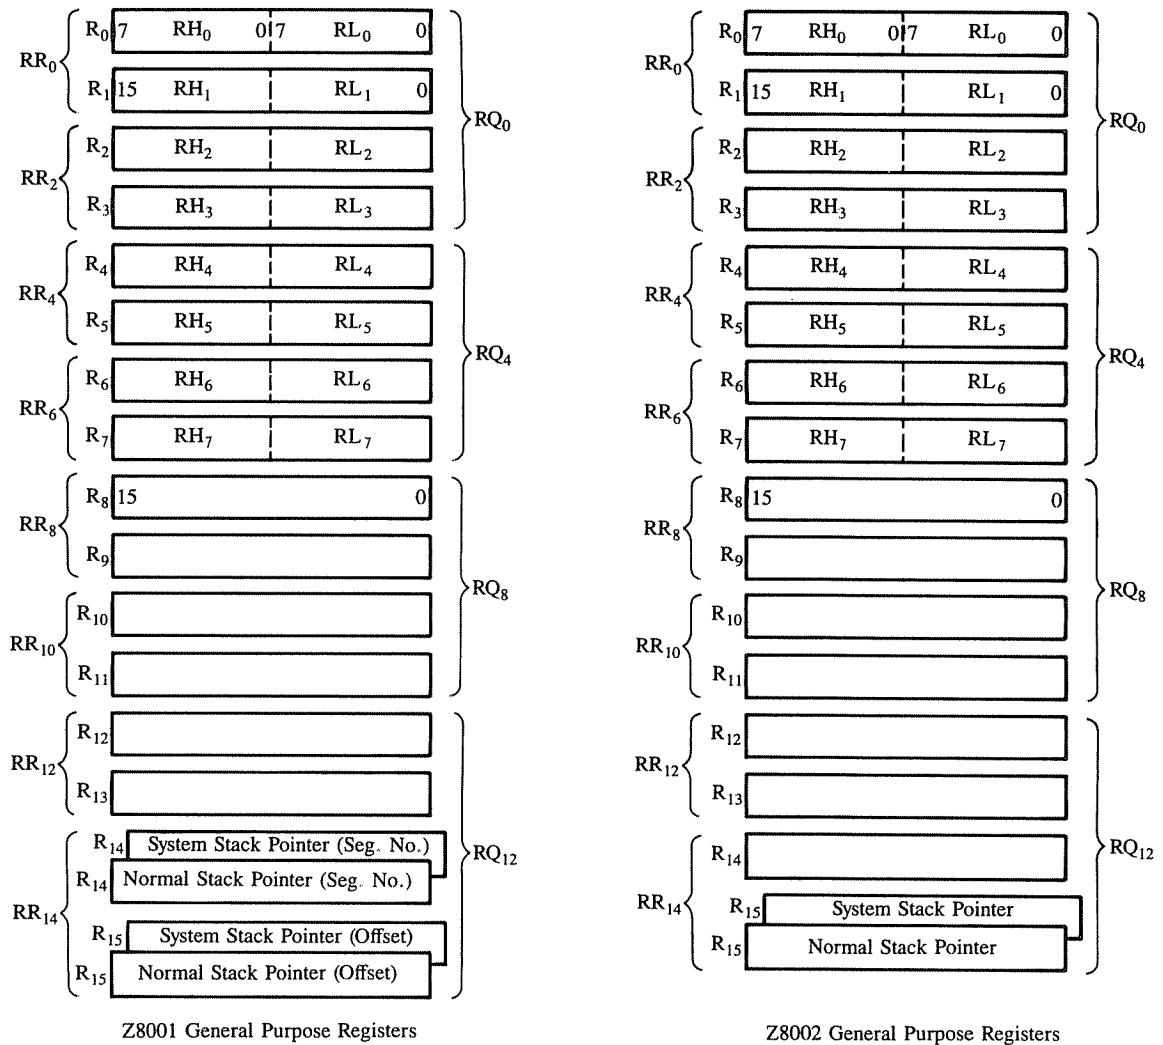 R0 7 RH0 0 7 RL0 0
RR0
R1 15 RH1 RL1 0
RQ0
R2 RH2 RL2
RR2
R3 RH3 RL3
R4 RH4 RL4
RR4
R5 RH5 RL5
RQ4
R6 RH6 RL6
RR6
R7 RH7 RL7
R8 15 0
RR8
R9
RQ8
R10
RR10
R11
R12
RR12
R13
R14 System Stack Pointer (Seg. No.)
RQ12
R14 Normal Stack Pointer (Seg. No.)
RR14
R15 System Stack Pointer (Offset)
R15 Normal Stack Pointer (Offset)
Z8001 General Purpose Registers
R0 7 RH0 0 7 RL0 0
RR0
R1 15 RH1 RL1 0
RQ0
R2 RH2 RL2
RR2
R3 RH3 RL3
R4 RH4 RL4
RR4
R5 RH5 RL5
RQ4
R6 RH6 RL6
RR6
R7 RH7 RL7
R8 15 0
RR8
R9
RQ8
R10
RR10
R11
R12
RR12
R13
R14
RQ12
RR14
R15 System Stack Pointer
R15 Normal Stack Pointer
Z8002 General Purpose Registers